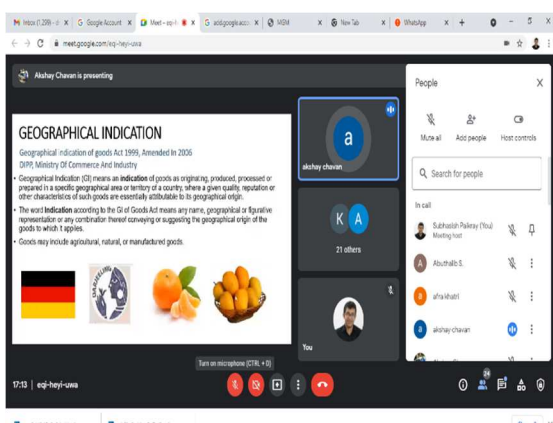 Inbox (1,299) - d
Google Account
Meet – eqi-h
add.google acco
MGM
New Tab
WhatsApp
meet.google.com/eqi-heyi-uwa
Akshay Chavan is presenting
GEOGRAPHICAL INDICATION
Geographical Indication of goods Act 1999, Amended In 2006
DIPP, Ministry Of Commerce And Industry
• Geographical Indication (GI) means an indication of goods as originating, produced, processed or
prepared in a specific geographical area or territory of a country, where a given quality, reputation or
other characteristics of such goods are essentially attributable to its geographical origin.
• The word Indication according to the GI of Goods Act means any name, geographical or figurative
representation or any combination thereof conveying or suggesting the geographical origin of the
goods to which it applies.
• Goods may include agricultural, natural, or manufactured goods.
DARJEELING
a
akshay chavan
K A
21 others
You
Turn on microphone (CTRL + D)
17:13 | eqi-heyi-uwa
People
Mute all
Add people
Host controls
Search for people
In call
Subhashish Paikray (You)
Meeting host
A
Abuthalib S.
a
afra khatri
a
akshay chavan
24